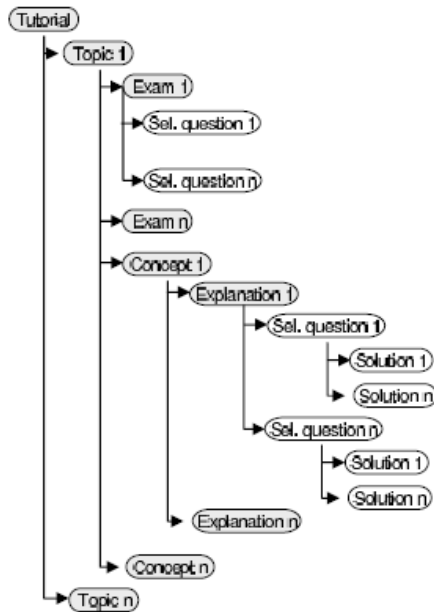 Tutorial
Topic 1
Exam 1
Sel. question 1
Sel. question n
Exam n
Concept 1
Explanation 1
Sel. question 1
Solution 1
Solution n
Sel. question n
Solution 1
Solution n
Explanation n
Concept n
Topic n